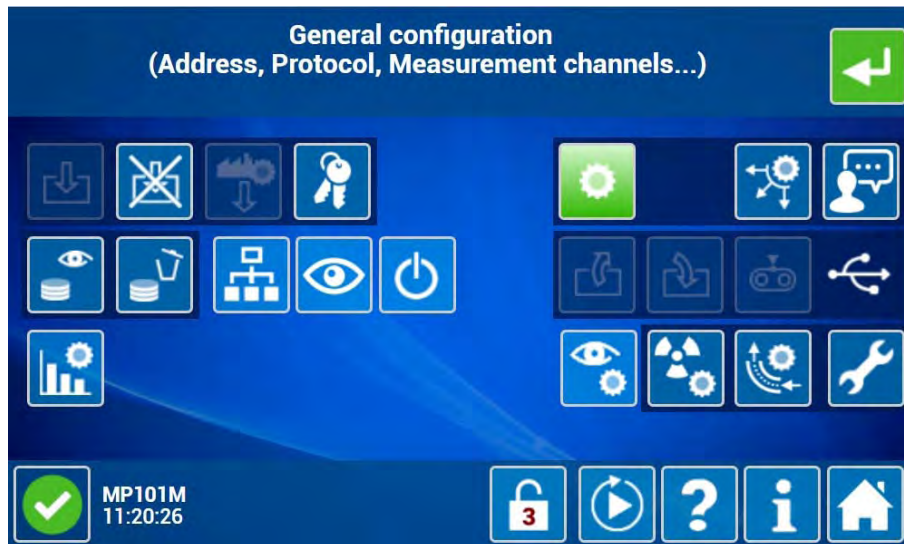 General configuration
(Address, Protocol, Measurement channels...)
MP101M
11:20:26
3
?
i